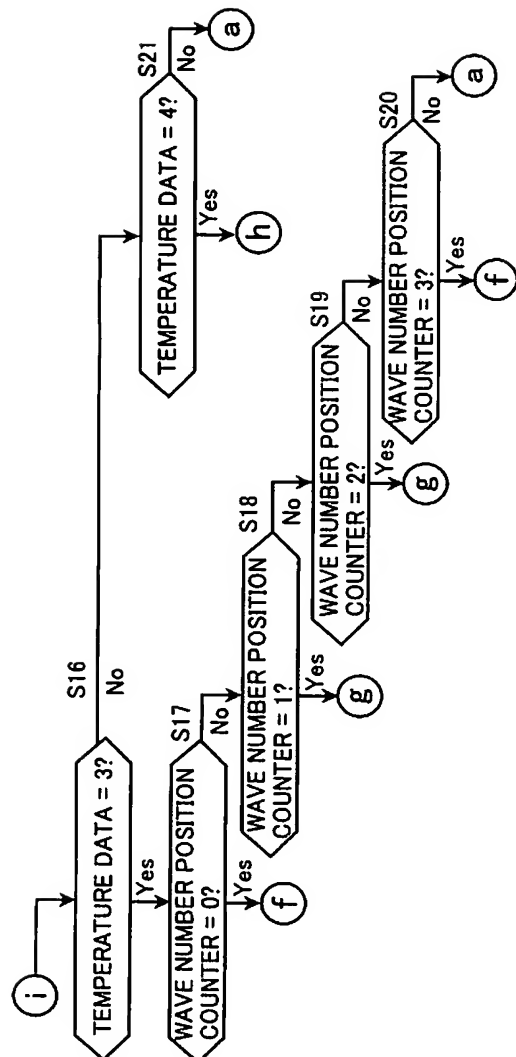 i
TEMPERATURE DATA = 3?
S16
No
Yes
WAVE NUMBER POSITION
COUNTER = 0?
S17
No
Yes
f
WAVE NUMBER POSITION
COUNTER = 1?
S18
No
Yes
g
WAVE NUMBER POSITION
COUNTER = 2?
S19
No
Yes
g
WAVE NUMBER POSITION
COUNTER = 3?
S20
No
Yes
f
a
TEMPERATURE DATA = 4?
S21
No
Yes
h
a